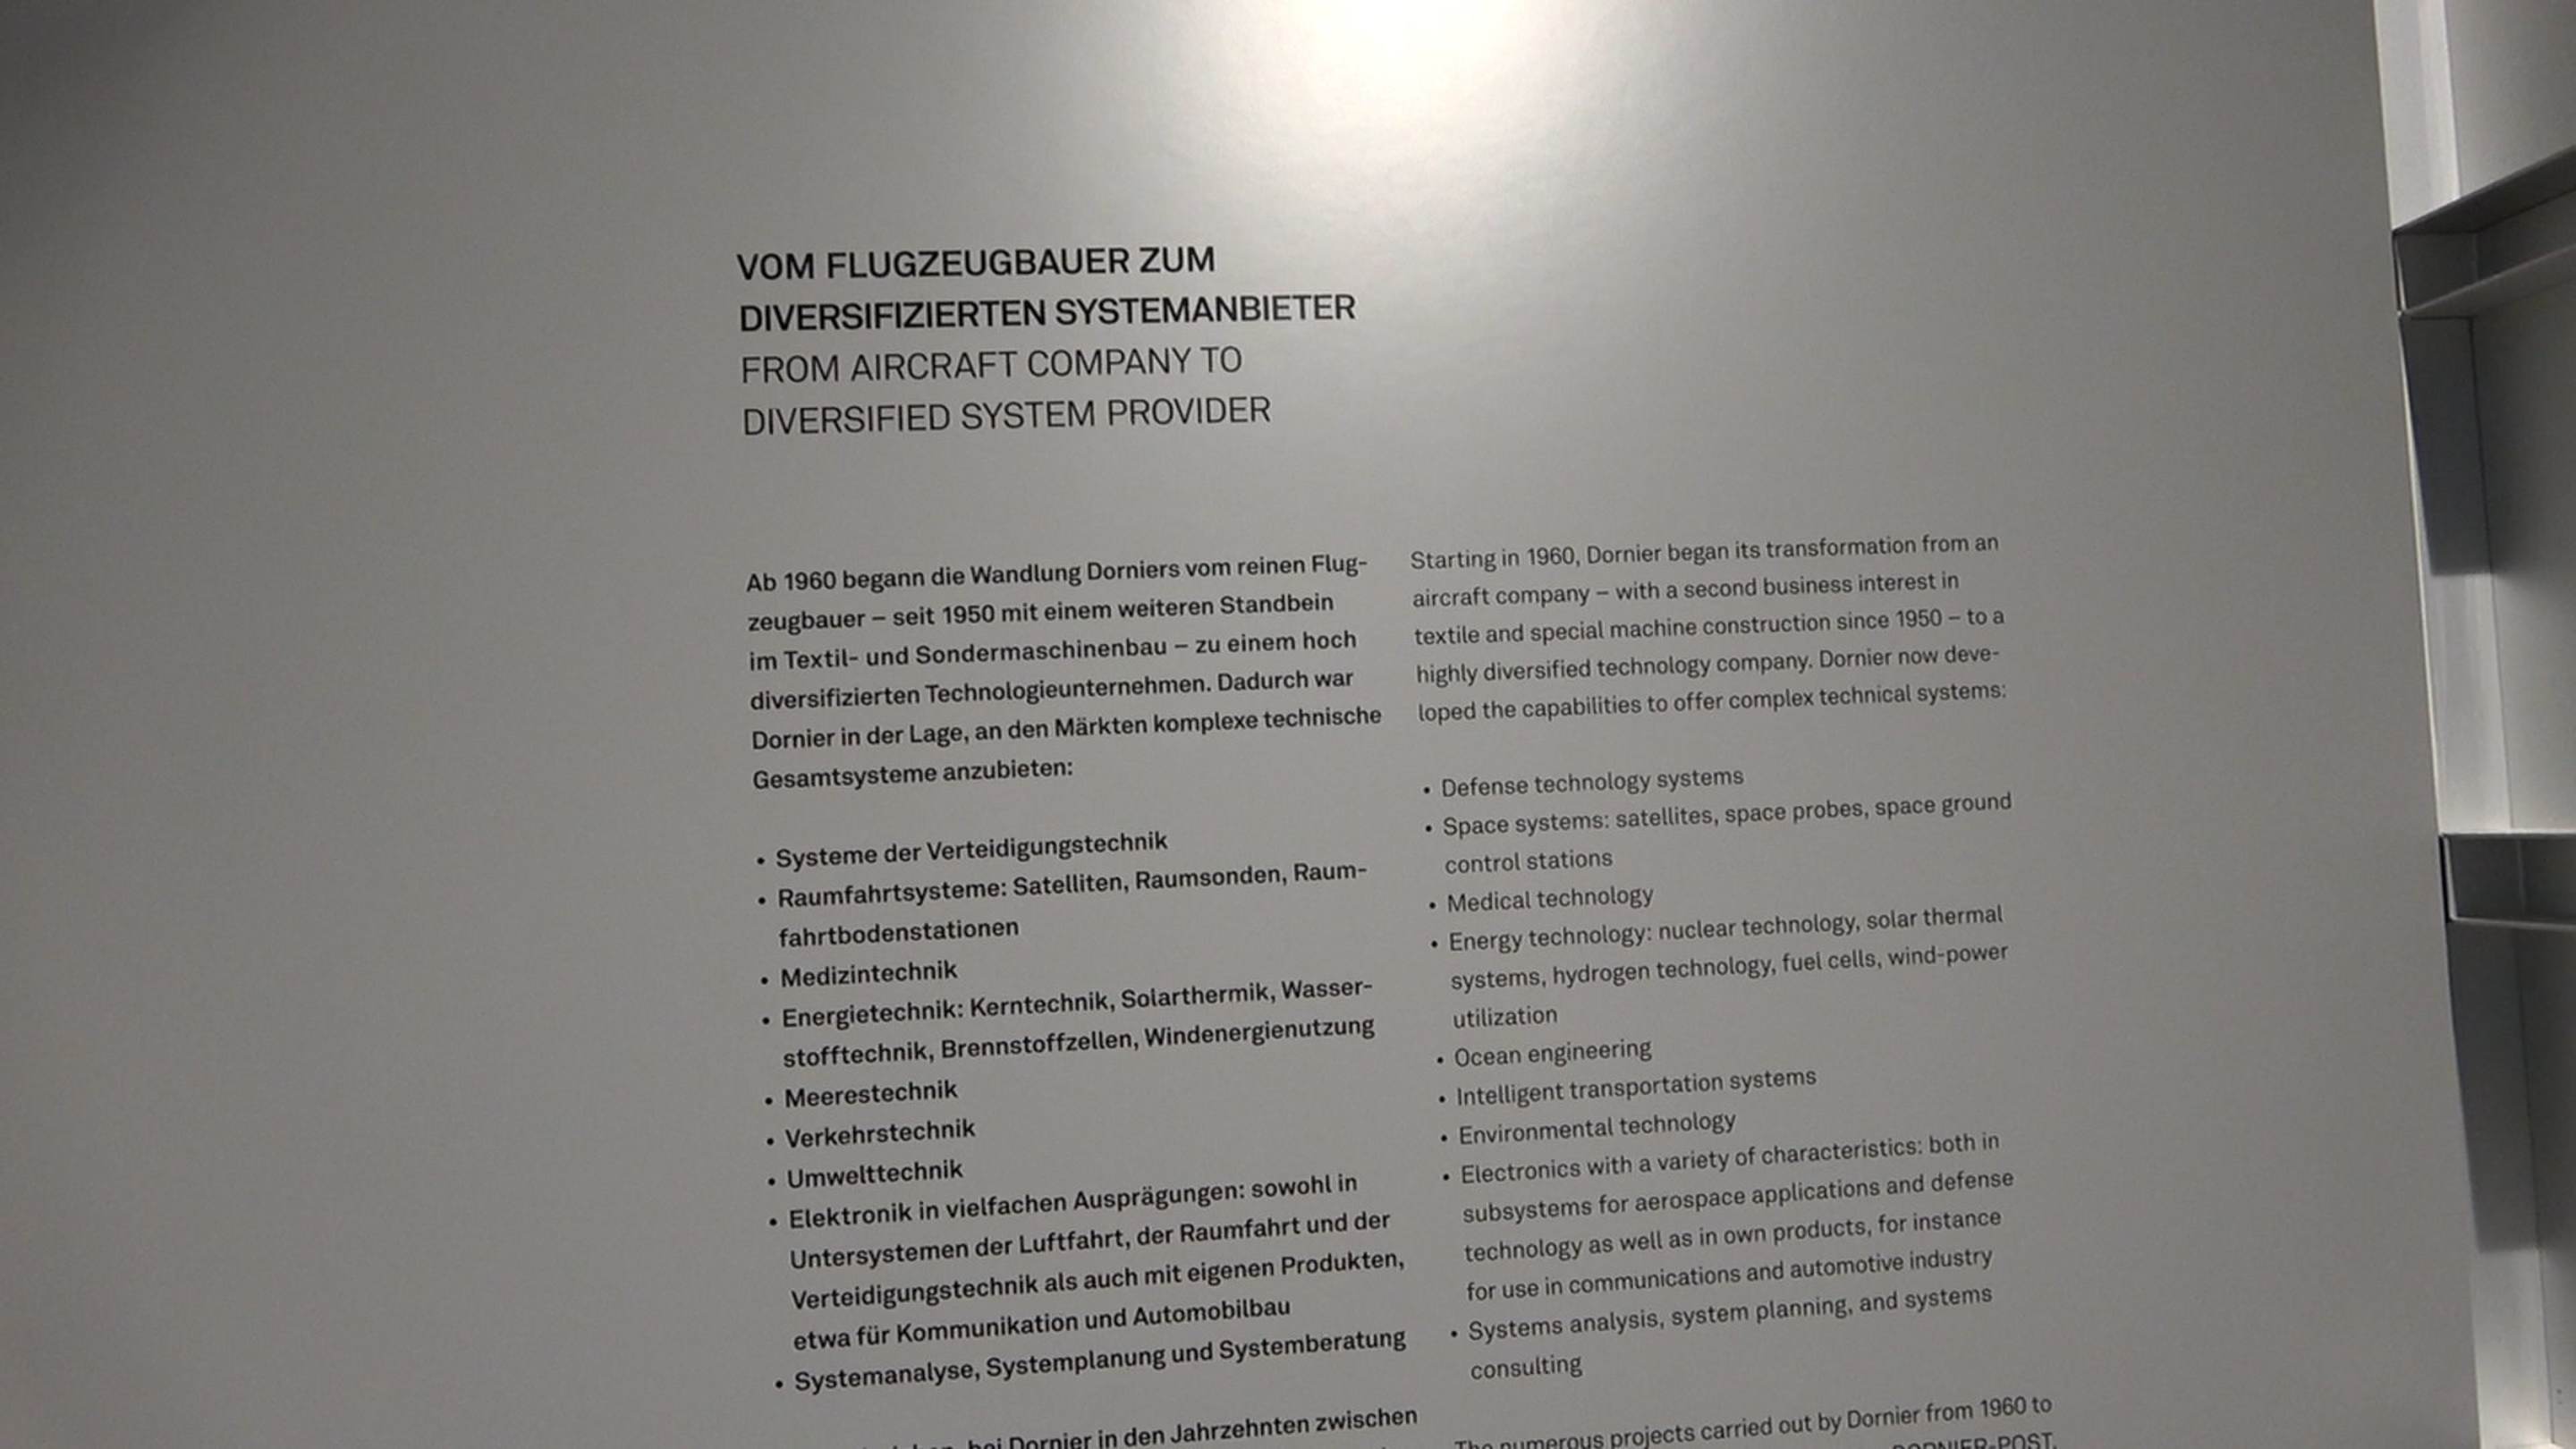 VOM FLUGZEUGBAUER ZUM
DIVERSIFIZIERTEN SYSTEMANBIETER
FROM AIRCRAFT COMPANY TO
DIVERSIFIED SYSTEM PROVIDER
Ab 1960 begann die Wandlung Dorniers vom reinen Flug-
zeugbauer – seit 1950 mit einem weiteren Standbein
im Textil- und Sondermaschinenbau – zu einem hoch
diversifizierten Technologieunternehmen. Dadurch war
Dornier in der Lage, an den Märkten komplexe technische
Gesamtsysteme anzubieten:
• Systeme der Verteidigungstechnik
• Raumfahrtsysteme: Satelliten, Raumsonden, Raum-
fahrtbodenstationen
• Medizintechnik
• Energietechnik: Kerntechnik, Solarthermik, Wasser-
stofftechnik, Brennstoffzellen, Windenergienutzung
• Meerestechnik
• Verkehrstechnik
• Umwelttechnik
• Elektronik in vielfachen Ausprägungen: sowohl in
Untersystemen der Luftfahrt, der Raumfahrt und der
Verteidigungstechnik als auch mit eigenen Produkten,
etwa für Kommunikation und Automobilbau
• Systemanalyse, Systemplanung und Systemberatung
bei Dornier in den Jahrzehnten zwischen
Starting in 1960, Dornier began its transformation from an
aircraft company – with a second business interest in
textile and special machine construction since 1950 – to a
highly diversified technology company. Dornier now deve-
loped the capabilities to offer complex technical systems:
• Defense technology systems
• Space systems: satellites, space probes, space ground
control stations
• Medical technology
• Energy technology: nuclear technology, solar thermal
systems, hydrogen technology, fuel cells, wind-power
utilization
• Ocean engineering
• Intelligent transportation systems
• Environmental technology
• Electronics with a variety of characteristics: both in
subsystems for aerospace applications and defense
technology as well as in own products, for instance
for use in communications and automotive industry
• Systems analysis, system planning, and systems
consulting
The numerous projects carried out by Dornier from 1960 to
DORNIER-POST,